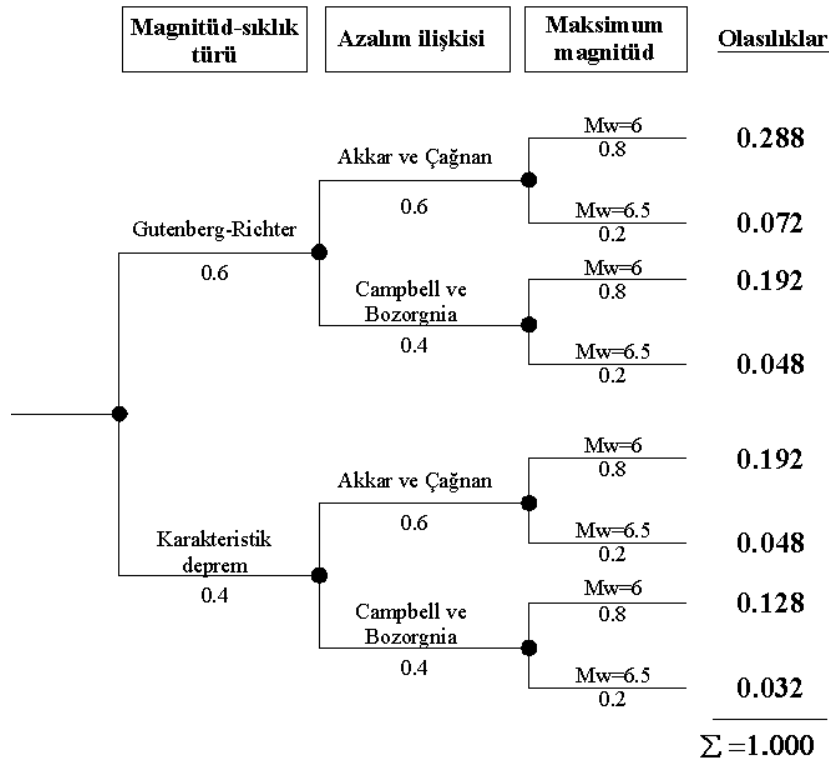 Magnitüd-sıklık
türü
Azalım ilişkisi
Maksimum
magnitüd
Olasılıklar
Gutenberg-Richter
0.6
Akkar ve Çağnan
0.6
Mw=6
0.8
0.288
Mw=6.5
0.2
0.072
Campbell ve
Bozorgnia
0.4
Mw=6
0.8
0.192
Mw=6.5
0.2
0.048
Karakteristik
deprem
0.4
Akkar ve Çağnan
0.6
Mw=6
0.8
0.192
Mw=6.5
0.2
0.048
Campbell ve
Bozorgnia
0.4
Mw=6
0.8
0.128
Mw=6.5
0.2
0.032
Σ =1.000